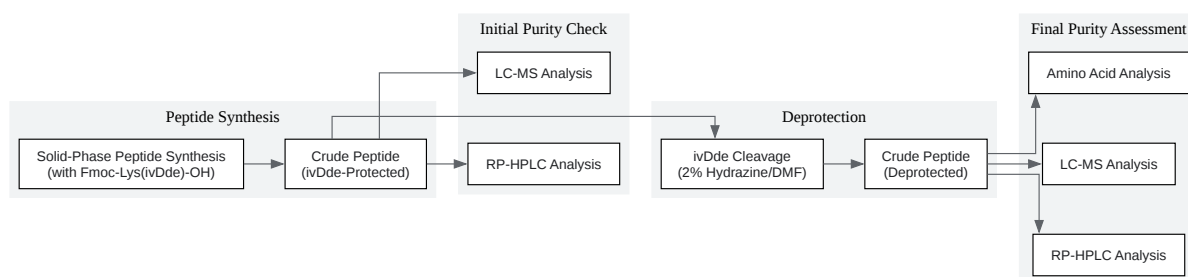 Peptide Synthesis
Solid-Phase Peptide Synthesis
(with Fmoc-Lys(ivDde)-OH)
Crude Peptide
(ivDde-Protected)
Initial Purity Check
LC-MS Analysis
RP-HPLC Analysis
Deprotection
ivDde Cleavage
(2% Hydrazine/DMF)
Crude Peptide
(Deprotected)
Final Purity Assessment
Amino Acid Analysis
LC-MS Analysis
RP-HPLC Analysis